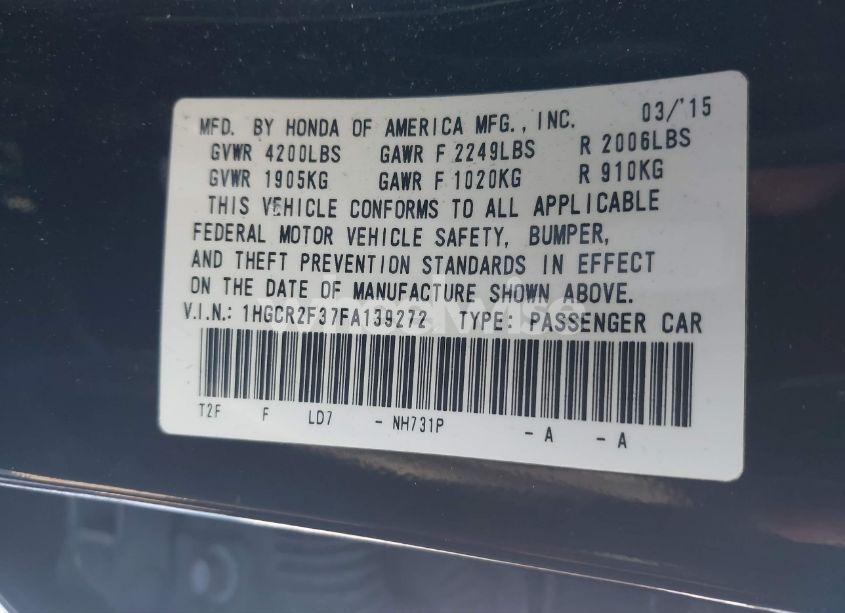 MFD. BY HONDA OF AMERICA MFG., INC. 03/'15
GVWR 4200LBS GAWR F 2249LBS R 2006LBS
GVWR 1905KG GAWR F 1020KG R 910KG
THIS VEHICLE CONFORMS TO ALL APPLICABLE
FEDERAL MOTOR VEHICLE SAFETY, BUMPER,
AND THEFT PREVENTION STANDARDS IN EFFECT
ON THE DATE OF MANUFACTURE SHOWN ABOVE.
V.I.N.: 1HGCR2F37FA139272 TYPE: PASSENGER CAR
T2F F LD7 - NH731P - A - A